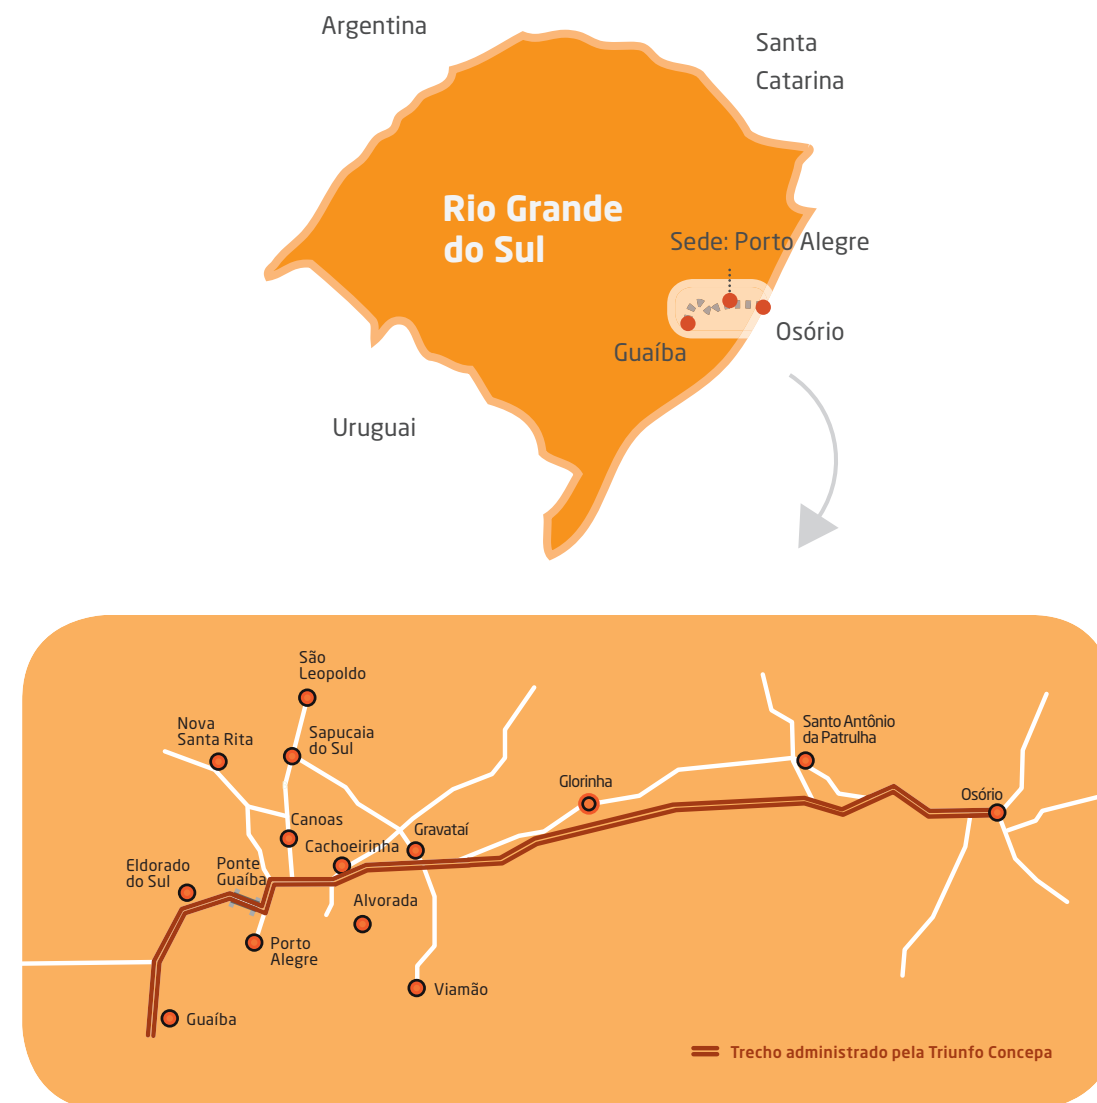 Argentina
Santa
Catarina
Rio Grande
do Sul
Sede: Porto Alegre
Osório
Guaíba
Uruguai
São
Leopoldo
Nova
Santa Rita
Sapucaia
do Sul
Santo Antônio
da Patrulha
Glorinha
Osório
Canoas
Gravataí
Cachoeirinha
Eldorado
do Sul
Ponte
Guaíba
Alvorada
Porto
Alegre
Viamão
Guaíba
Trecho administrado pela Triunfo Concepa